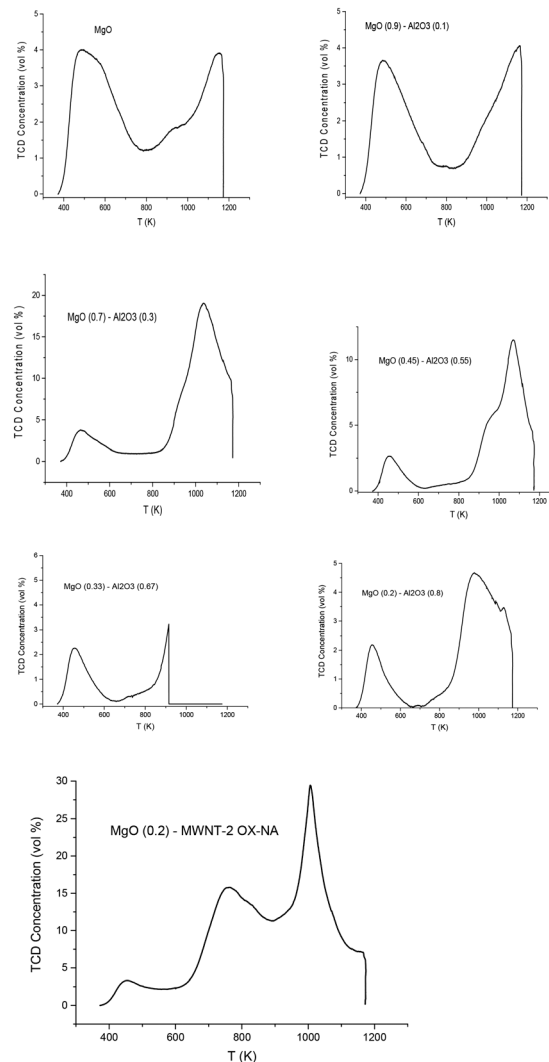 MgO
TCD Concentration (vol %)
5
4
3
2
1
0
400 600 800 1000 1200
T (K)
MgO (0.9) - Al2O3 (0.1)
TCD Concentration (vol %)
5
4
3
2
1
0
400 600 800 1000 1200
T (K)
MgO (0.7) - Al2O3 (0.3)
TCD Concentration (vol %)
20
15
10
5
0
400 600 800 1000 1200
T (K)
MgO (0.45) - Al2O3 (0.55)
TCD Concentration (vol %)
10
5
0
400 600 800 1000 1200
T (K)
MgO (0.33) - Al2O3 (0.67)
TCD Concentration (vol %)
6
5
4
3
2
1
0
400 600 800 1000 1200
T (K)
MgO (0.2) - Al2O3 (0.8)
TCD Concentration (vol %)
5
4
3
2
1
0
400 600 800 1000 1200
T (K)
MgO (0.2) - MWNT-2 OX-NA
TCD Concentration (vol %)
30
25
20
15
10
5
0
400 600 800 1000 1200
T (K)